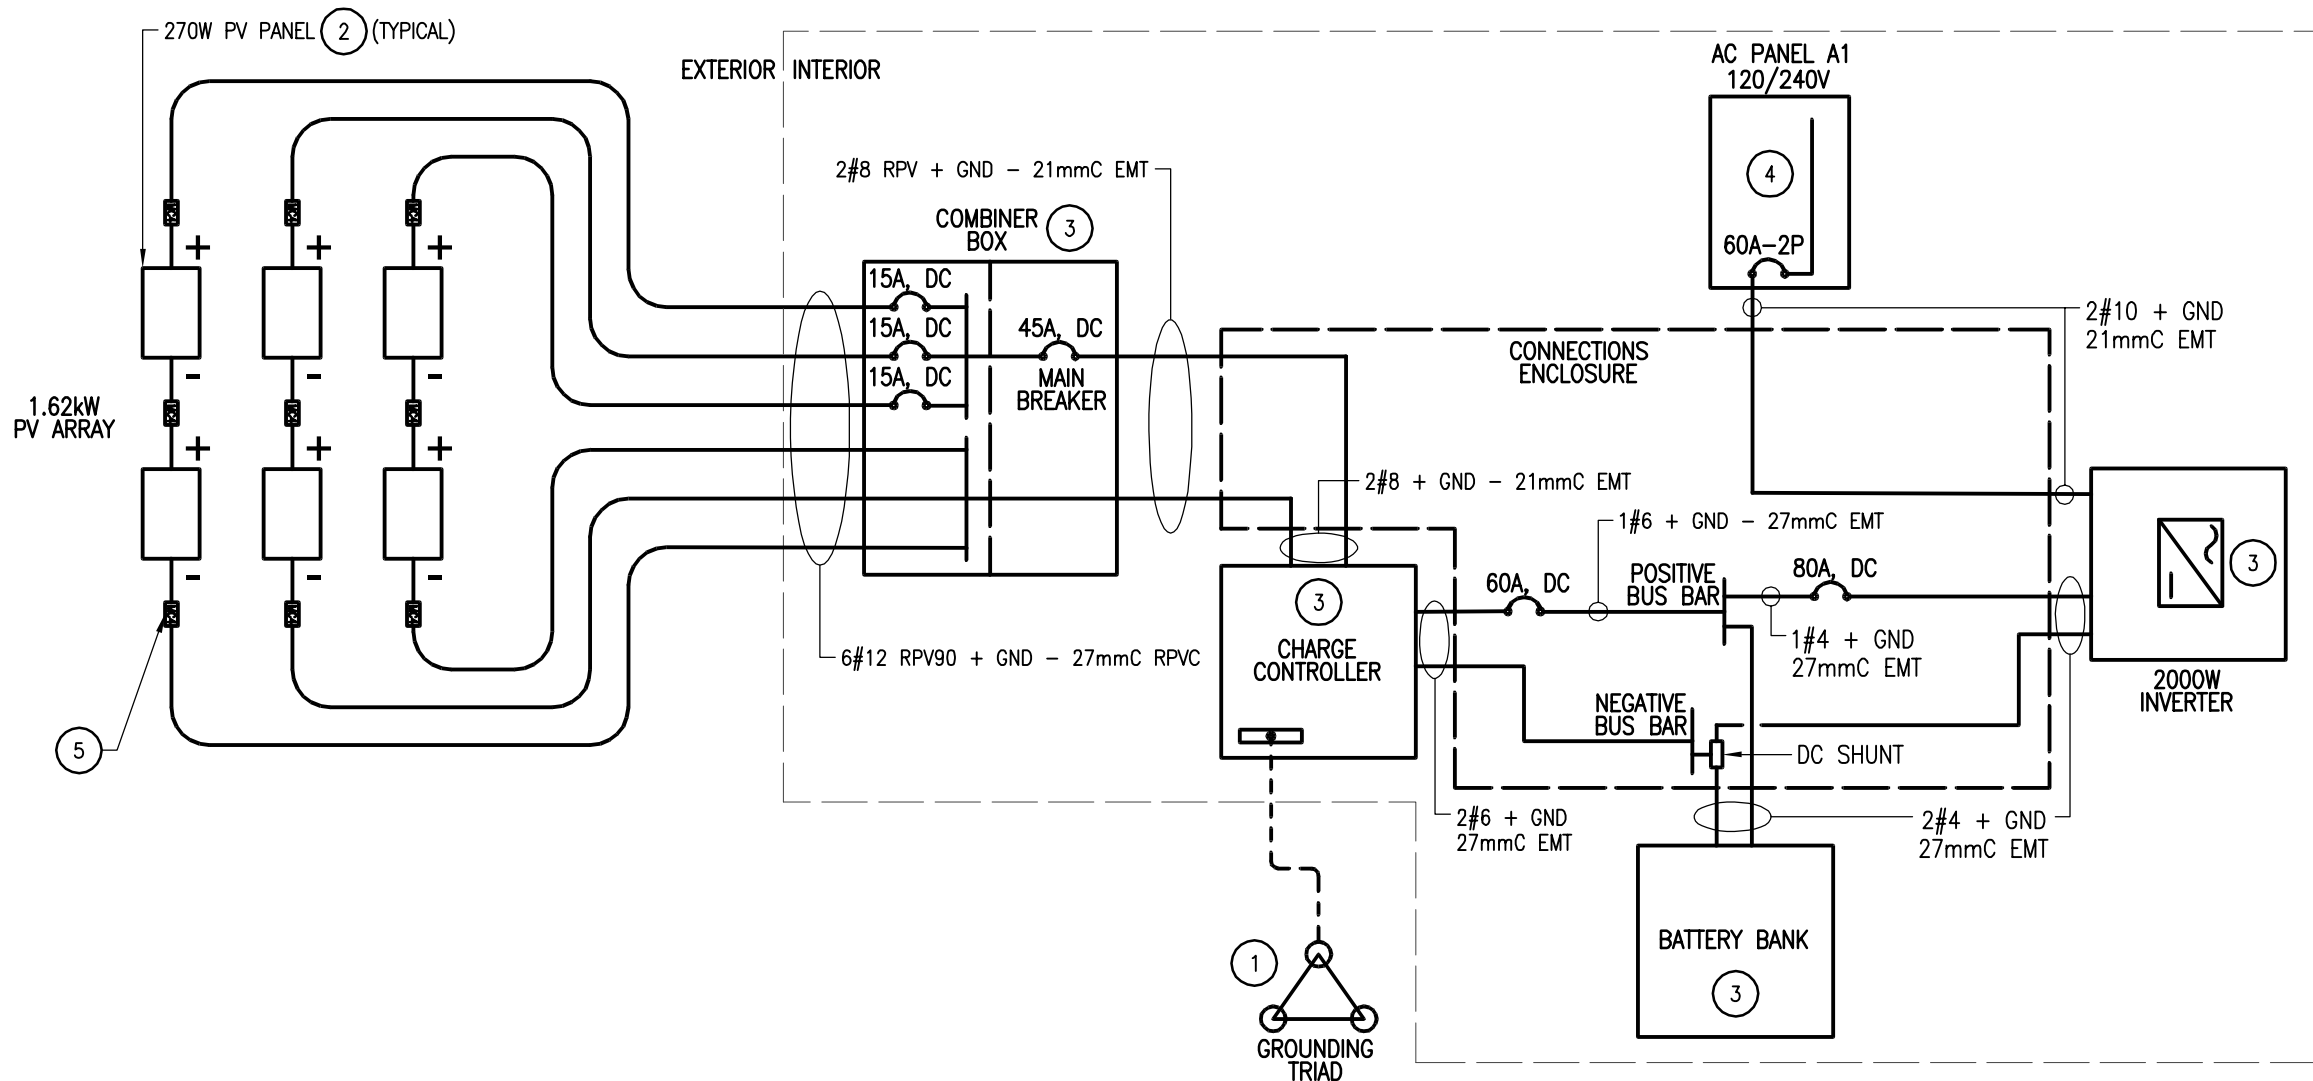 270W PV PANEL 2 (TYPICAL)
EXTERIOR INTERIOR
AC PANEL A1
120/240V
4
60A-2P
2#8 RPV + GND - 21mmC EMT
COMBINER
BOX
3
15A, DC
15A, DC
15A, DC
45A, DC
MAIN
BREAKER
2#10 + GND
21mmC EMT
CONNECTIONS
ENCLOSURE
1.62kW
PV ARRAY
+
-
+
-
+
-
+
-
+
-
+
-
2#8 + GND - 21mmC EMT
1#6 + GND - 27mmC EMT
60A, DC
POSITIVE
BUS BAR
80A, DC
3
2000W
INVERTER
3
CHARGE
CONTROLLER
1#4 + GND
27mmC EMT
6#12 RPV90 + GND - 27mmC RPVC
NEGATIVE
BUS BAR
DC SHUNT
5
2#6 + GND
27mmC EMT
2#4 + GND
27mmC EMT
BATTERY BANK
3
1
GROUNDING
TRIAD